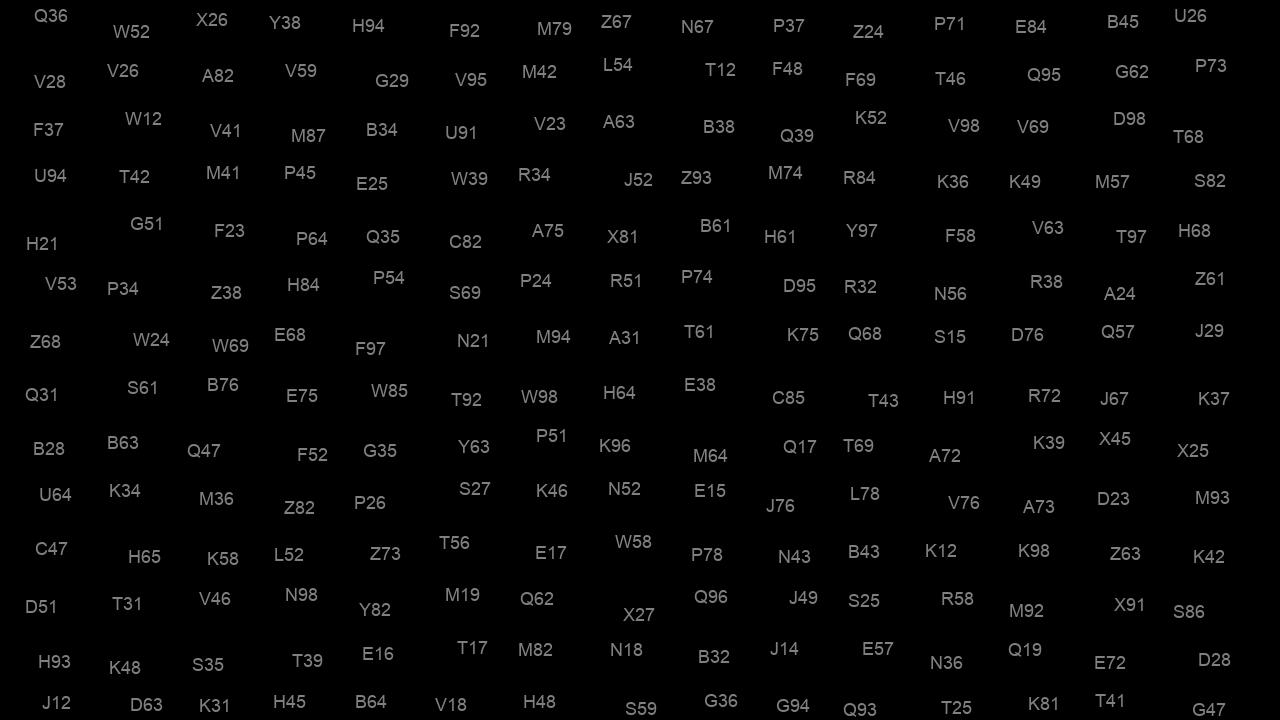 Q36 W52 X26 Y38 H94 F92 M79 Z67 N67 P37 Z24 P71 E84 B45 U26
V28 V26 A82 V59 G29 V95 M42 L54 T12 F48 F69 T46 Q95 G62 P73
F37 W12 V41 M87 B34 U91 V23 A63 B38 Q39 K52 V98 V69 D98 T68
U94 T42 M41 P45 E25 W39 R34 J52 Z93 M74 R84 K36 K49 M57 S82
H21 G51 F23 P64 Q35 C82 A75 X81 B61 H61 Y97 F58 V63 T97 H68
V53 P34 Z38 H84 P54 S69 P24 R51 P74 D95 R32 N56 R38 A24 Z61
Z68 W24 W69 E68 F97 N21 M94 A31 T61 K75 Q68 S15 D76 Q57 J29
Q31 S61 B76 E75 W85 T92 W98 H64 E38 C85 T43 H91 R72 J67 K37
B28 B63 Q47 F52 G35 Y63 P51 K96 M64 Q17 T69 A72 K39 X45 X25
U64 K34 M36 Z82 P26 S27 K46 N52 E15 J76 L78 V76 A73 D23 M93
C47 H65 K58 L52 Z73 T56 E17 W58 P78 N43 B43 K12 K98 Z63 K42
D51 T31 V46 N98 Y82 M19 Q62 X27 Q96 J49 S25 R58 M92 X91 S86
H93 K48 S35 T39 E16 T17 M82 N18 B32 J14 E57 N36 Q19 E72 D28
J12 D63 K31 H45 B64 V18 H48 S59 G36 G94 Q93 T25 K81 T41 G47